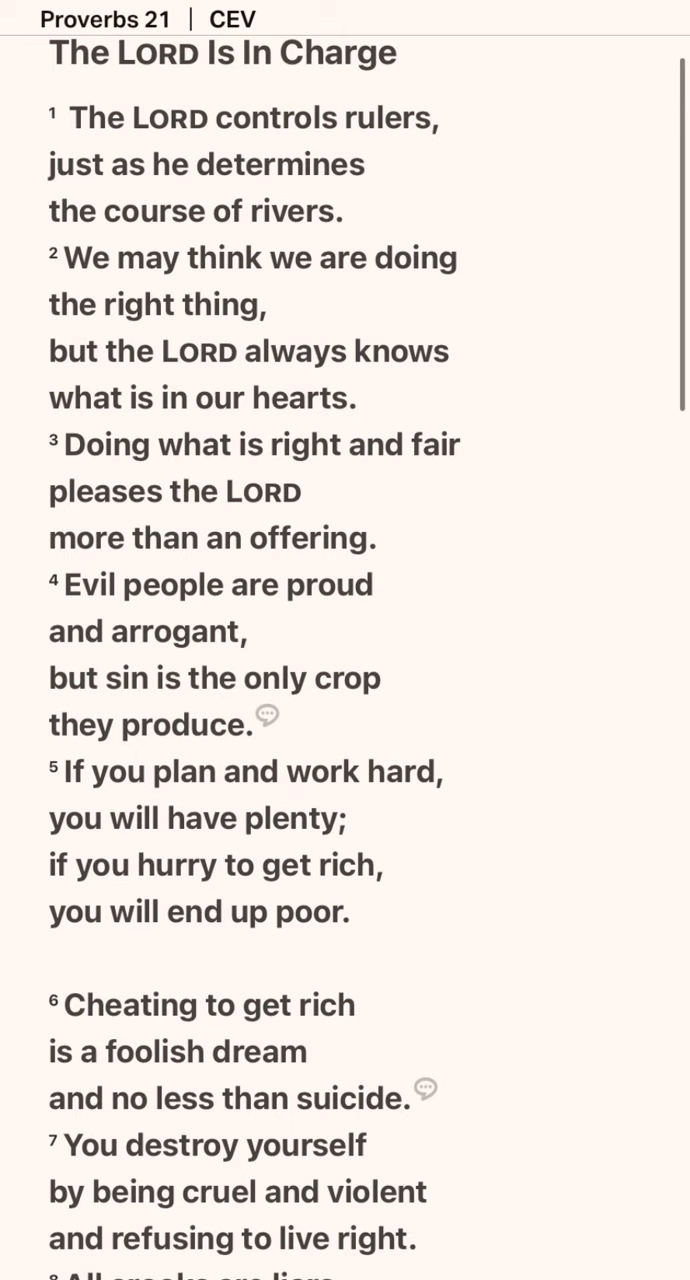 Proverbs 21 | CEV
The LORD Is In Charge
¹ The LORD controls rulers,
just as he determines
the course of rivers.
² We may think we are doing
the right thing,
but the LORD always knows
what is in our hearts.
³ Doing what is right and fair
pleases the LORD
more than an offering.
⁴ Evil people are proud
and arrogant,
but sin is the only crop
they produce.
⁵ If you plan and work hard,
you will have plenty;
if you hurry to get rich,
you will end up poor.
⁶ Cheating to get rich
is a foolish dream
and no less than suicide.
⁷ You destroy yourself
by being cruel and violent
and refusing to live right.
⁸ All crooks are liars